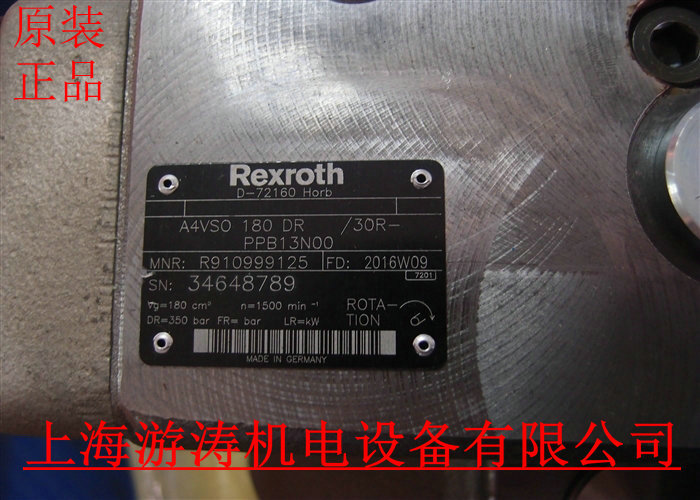 原装
正品
Rexroth
D-72160 Horb
A4VSO 180 DR /30R-
PPB13N00
MNR: R910999125 FD: 2016W09
7201
SN: 34648789
Vg=180 cm³ n=1500 min⁻¹
DR=350 bar FR= bar LR=kW
ROTA-
TION
MADE IN GERMANY
上海游涛机电设备有限公司